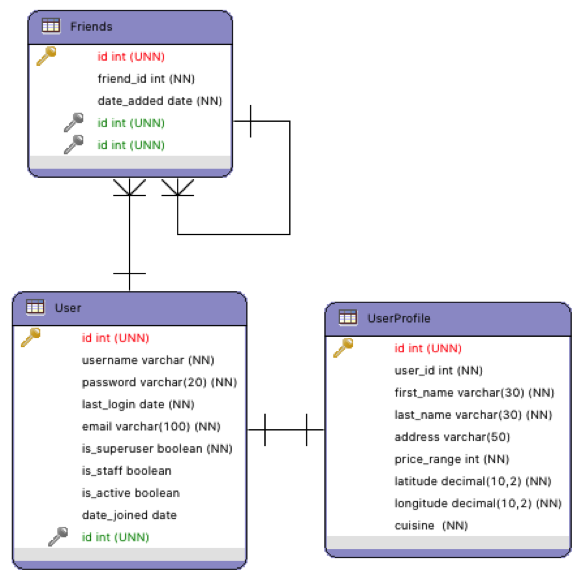 Friends
id int (UNN)
friend_id int (NN)
date_added date (NN)
id int (UNN)
id int (UNN)
User
id int (UNN)
username varchar (NN)
password varchar(20) (NN)
last_login date (NN)
email varchar(100) (NN)
is_superuser boolean (NN)
is_staff boolean
is_active boolean
date_joined date
id int (UNN)
UserProfile
id int (UNN)
user_id int (NN)
first_name varchar(30) (NN)
last_name varchar(30) (NN)
address varchar(50)
price_range int (NN)
latitude decimal(10,2) (NN)
longitude decimal(10,2) (NN)
cuisine  (NN)